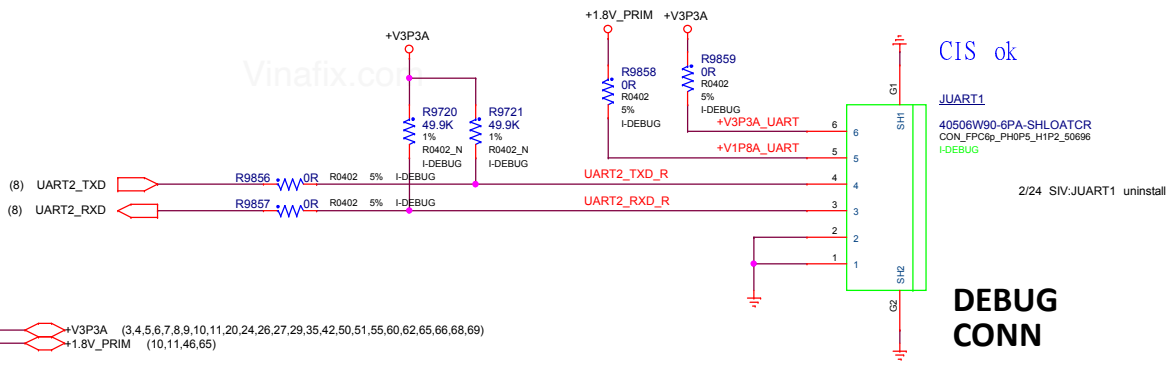 +1.8V_PRIM
+V3P3A
+V3P3A
Vinafix.com
CIS ok
R9858
0R
R0402
5%
I-DEBUG
R9859
0R
R0402
5%
I-DEBUG
R9720
49.9K
1%
R0402_N
I-DEBUG
R9721
49.9K
1%
R0402_N
I-DEBUG
G1
SH1
JUART1
40506W90-6PA-SHLOATCR
CON_FPC6p_PH0P5_H1P2_50696
I-DEBUG
+V3P3A_UART 6 6
+V1P8A_UART 5 5
(8) UART2_TXD R9856 0R R0402 5% I-DEBUG UART2_TXD_R 4 4
(8) UART2_RXD R9857 0R R0402 5% I-DEBUG UART2_RXD_R 3 3
2/24 SIV:JUART1 uninstall
2 2
1 1
SH2
G2
DEBUG
CONN
+V3P3A (3,4,5,6,7,8,9,10,11,20,24,26,27,29,35,42,50,51,55,60,62,65,66,68,69)
+1.8V_PRIM (10,11,46,65)